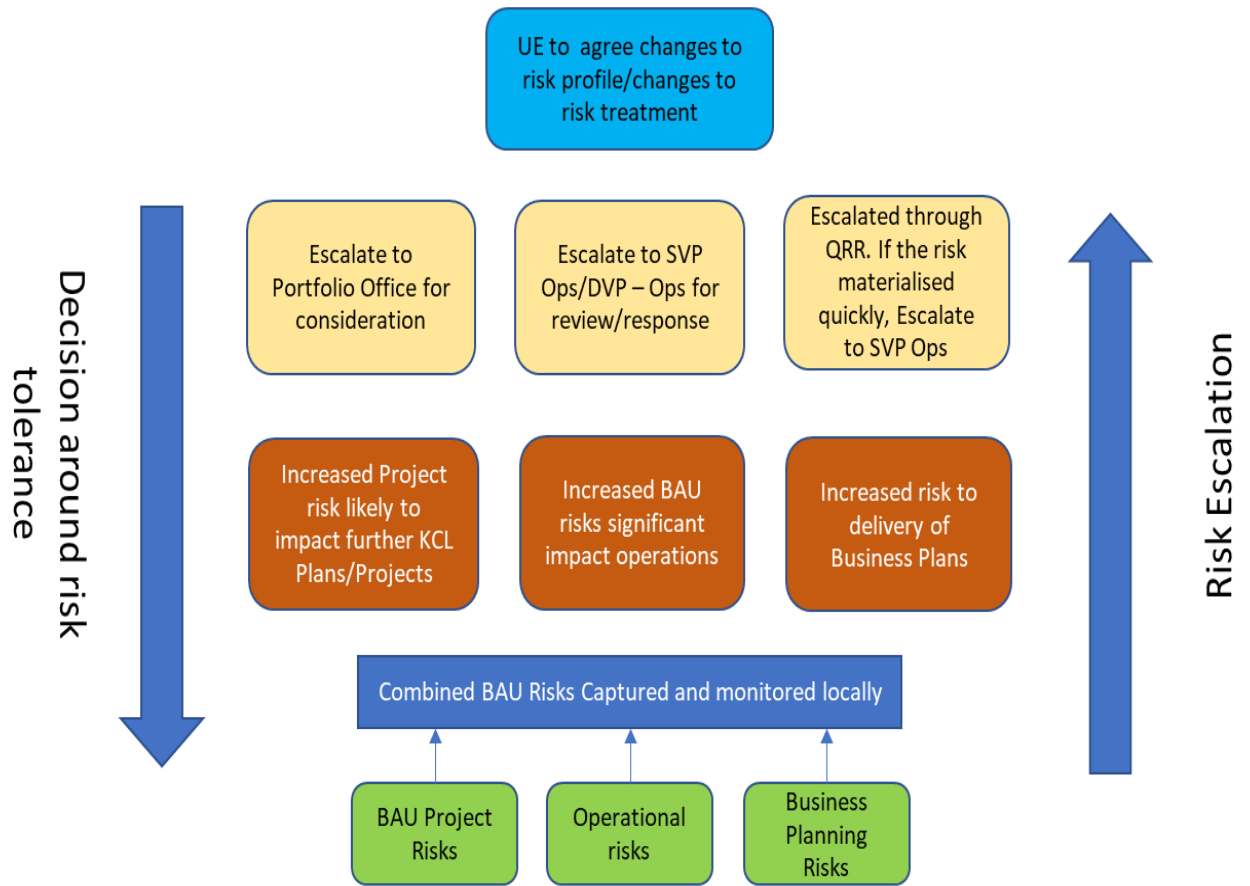 UE to agree changes to
risk profile/changes to
risk treatment
Decision around risk
tolerance
Escalate to
Portfolio Office for
consideration
Escalate to SVP
Ops/DVP – Ops for
review/response
Escalated through
QRR. If the risk
materialised
quickly, Escalate
to SVP Ops
Risk Escalation
Increased Project
risk likely to
impact further KCL
Plans/Projects
Increased BAU
risks significant
impact operations
Increased risk to
delivery of
Business Plans
Combined BAU Risks Captured and monitored locally
BAU Project
Risks
Operational
risks
Business
Planning
Risks